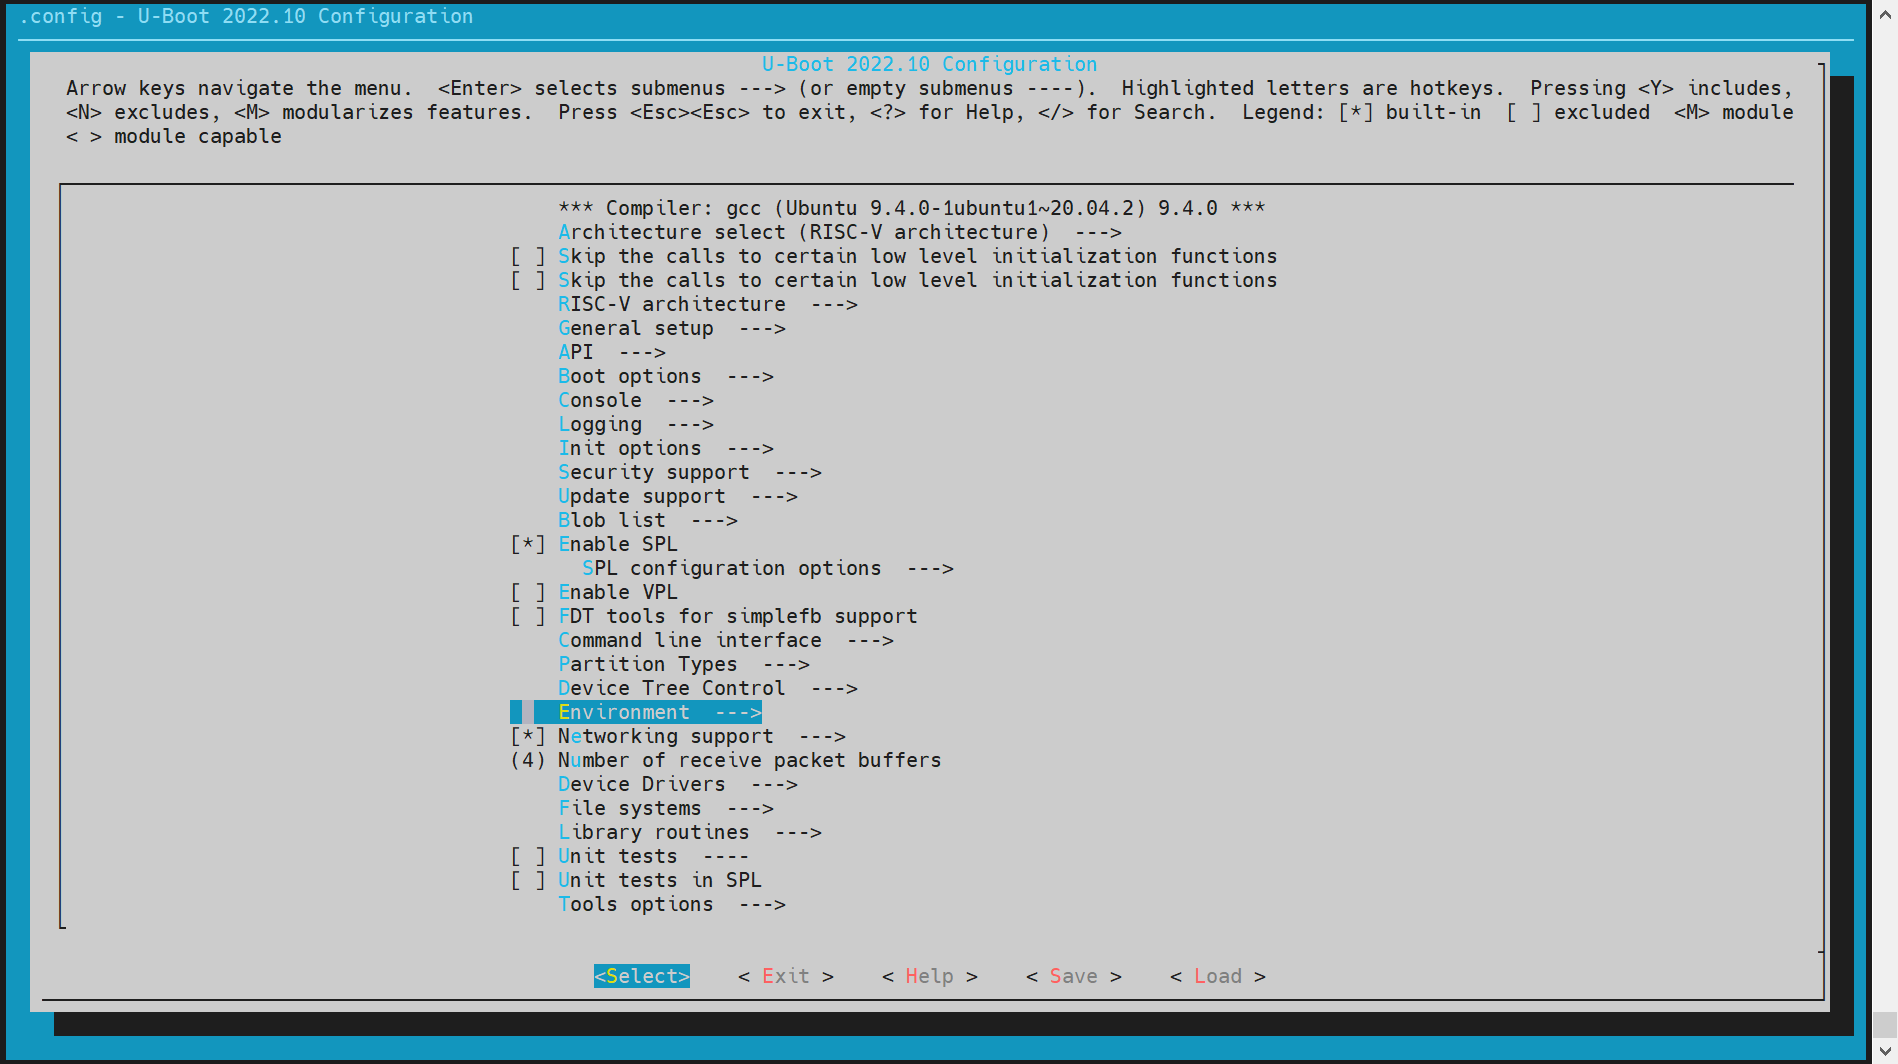 .config - U-Boot 2022.10 Configuration
U-Boot 2022.10 Configuration
Arrow keys navigate the menu.  <Enter> selects submenus ---> (or empty submenus ----).  Highlighted letters are hotkeys.  Pressing <Y> includes,
<N> excludes, <M> modularizes features.  Press <Esc><Esc> to exit, <?> for Help, </> for Search.  Legend: [*] built-in  [ ] excluded  <M> module
< > module capable
*** Compiler: gcc (Ubuntu 9.4.0-1ubuntu1~20.04.2) 9.4.0 ***
Architecture select (RISC-V architecture)  --->
[ ] Skip the calls to certain low level initialization functions
[ ] Skip the calls to certain low level initialization functions
RISC-V architecture  --->
General setup  --->
API  --->
Boot options  --->
Console  --->
Logging  --->
Init options  --->
Security support  --->
Update support  --->
Blob list  --->
[*] Enable SPL
SPL configuration options  --->
[ ] Enable VPL
[ ] FDT tools for simplefb support
Command line interface  --->
Partition Types  --->
Device Tree Control  --->
Environment  --->
[*] Networking support  --->
(4) Number of receive packet buffers
Device Drivers  --->
File systems  --->
Library routines  --->
[ ] Unit tests  ----
[ ] Unit tests in SPL
Tools options  --->
<Select>    < Exit >    < Help >    < Save >    < Load >